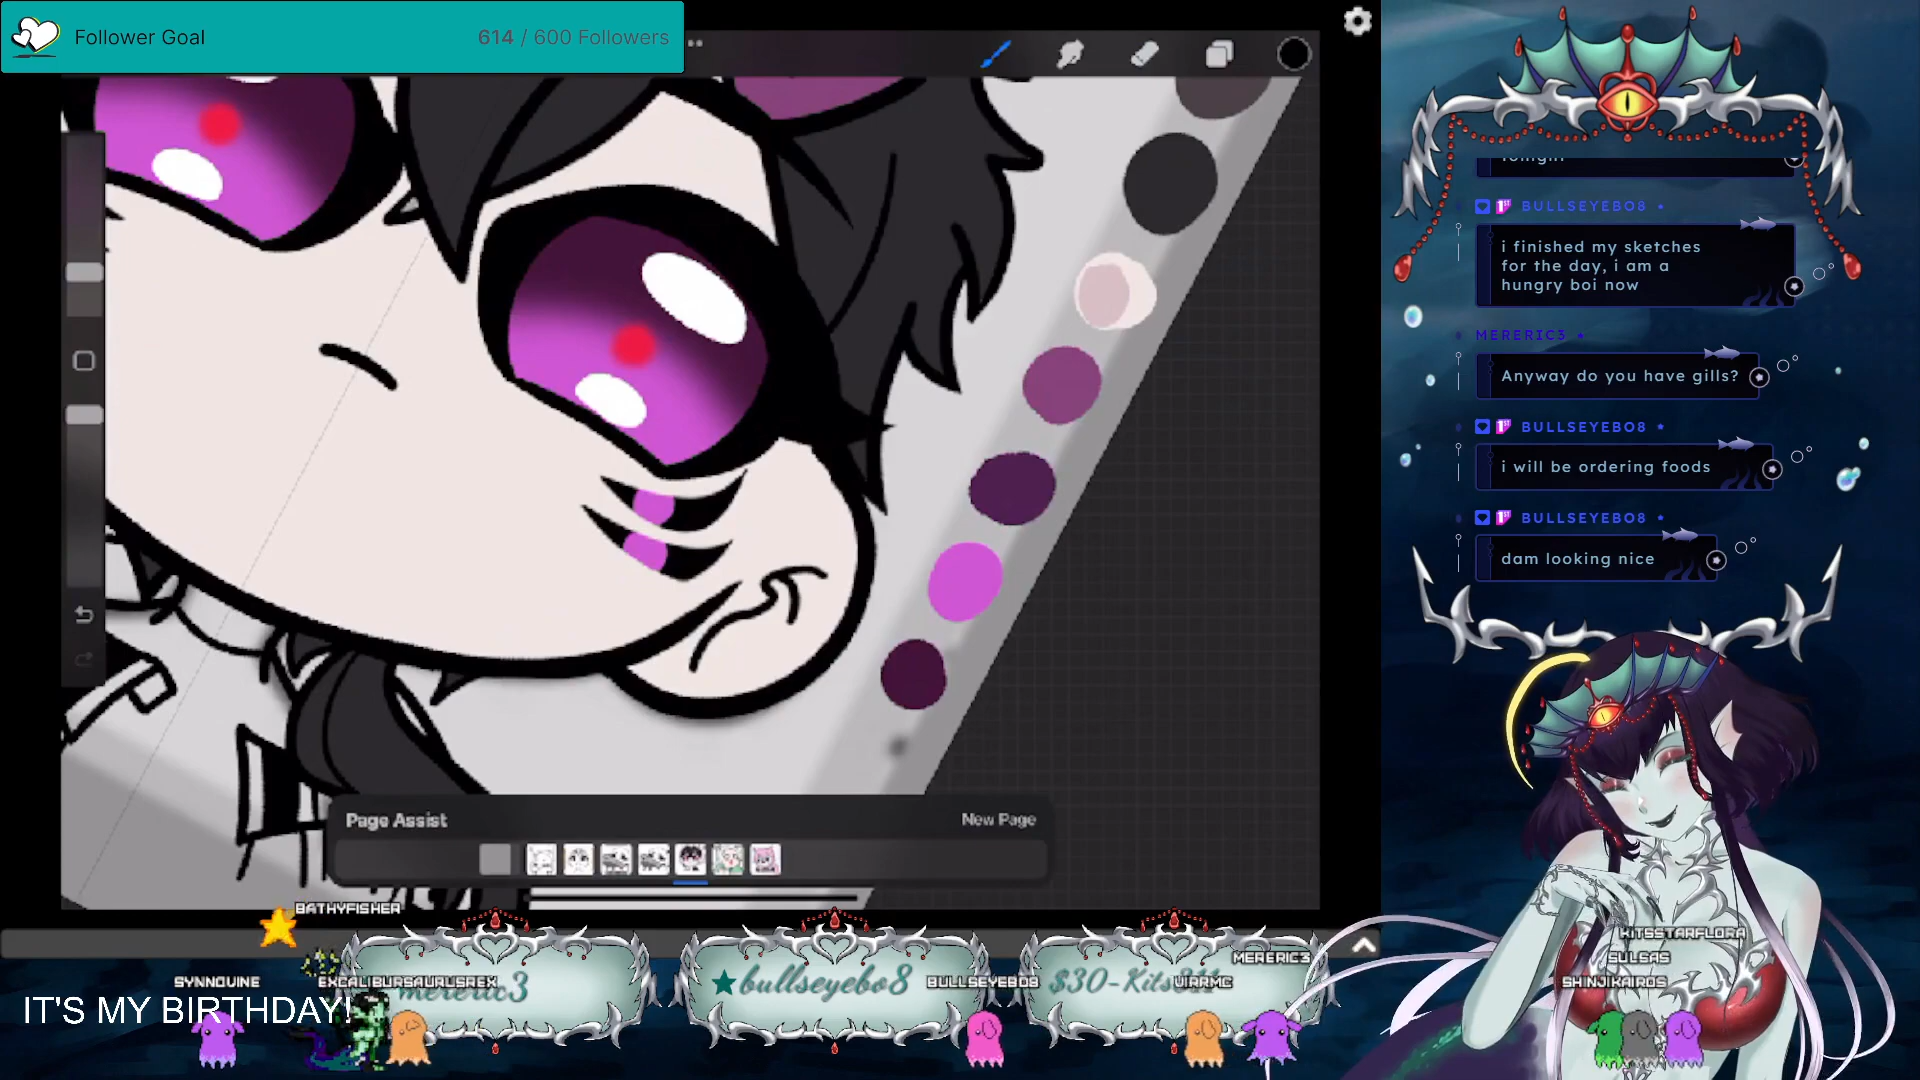 Follower Goal
614 / 600 Followers
BULLSEYEBO8
i finished my sketches
for the day, i am a
hungry boi now
MERERIC3
Anyway do you have gills?
BULLSEYEBO8
i will be ordering foods
BULLSEYEBO8
dam looking nice
Page Assist
New Page
BATHYFISHER
SYNNOVINE
EXCALIBURSAURUSREX
mereric3
bullseyebo8
BULLSEYEBO8
MERERIC3
IT'S MY BIRTHDAY!
KITSSTARFLORA
SULSAS
SHINJIKAIROS